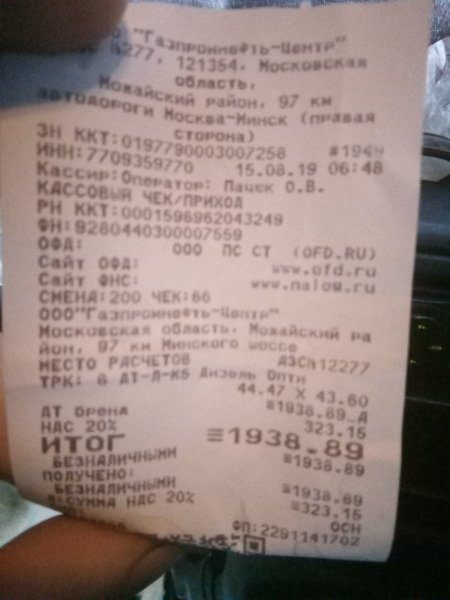 ООО "Газпромнефть-Центр"
№277, 121354, Московская
область,
Можайский район, 97 км
автодороги Москва-Минск (правая
сторона)
ЗН ККТ:0197790003007258 #1949
ИНН:7709359770 15.08.19 06:48
Кассир:Оператор: Пачек О.В.
КАССОВЫЙ ЧЕК/ПРИХОД
РН ККТ:0001596962043249
ФН:9280440300007559
ОФД: ООО ПС СТ (OFD.RU)
Сайт ОФД: www.ofd.ru
Сайт ФНС: www.nalog.ru
СМЕНА:200 ЧЕК:66
ООО"Газпромнефть-Центр"
Московская область, Можайский ра
йон, 97 км Минского шоссе
МЕСТО РАСЧЕТОВ АЗС№12277
ТРК: 8 ДТ-Л-К5 Дизель Опти
44.47 X 43.60
ДТ бренд ≡1938.89_А
НДС 20% 323.15
ИТОГ ≡1938.89
БЕЗНАЛИЧНЫМИ ≡1938.89
ПОЛУЧЕНО:
БЕЗНАЛИЧНЫМИ ≡1938.89
А:СУММА НДС 20% ≡323.15
ОСН
ФП:2291141702